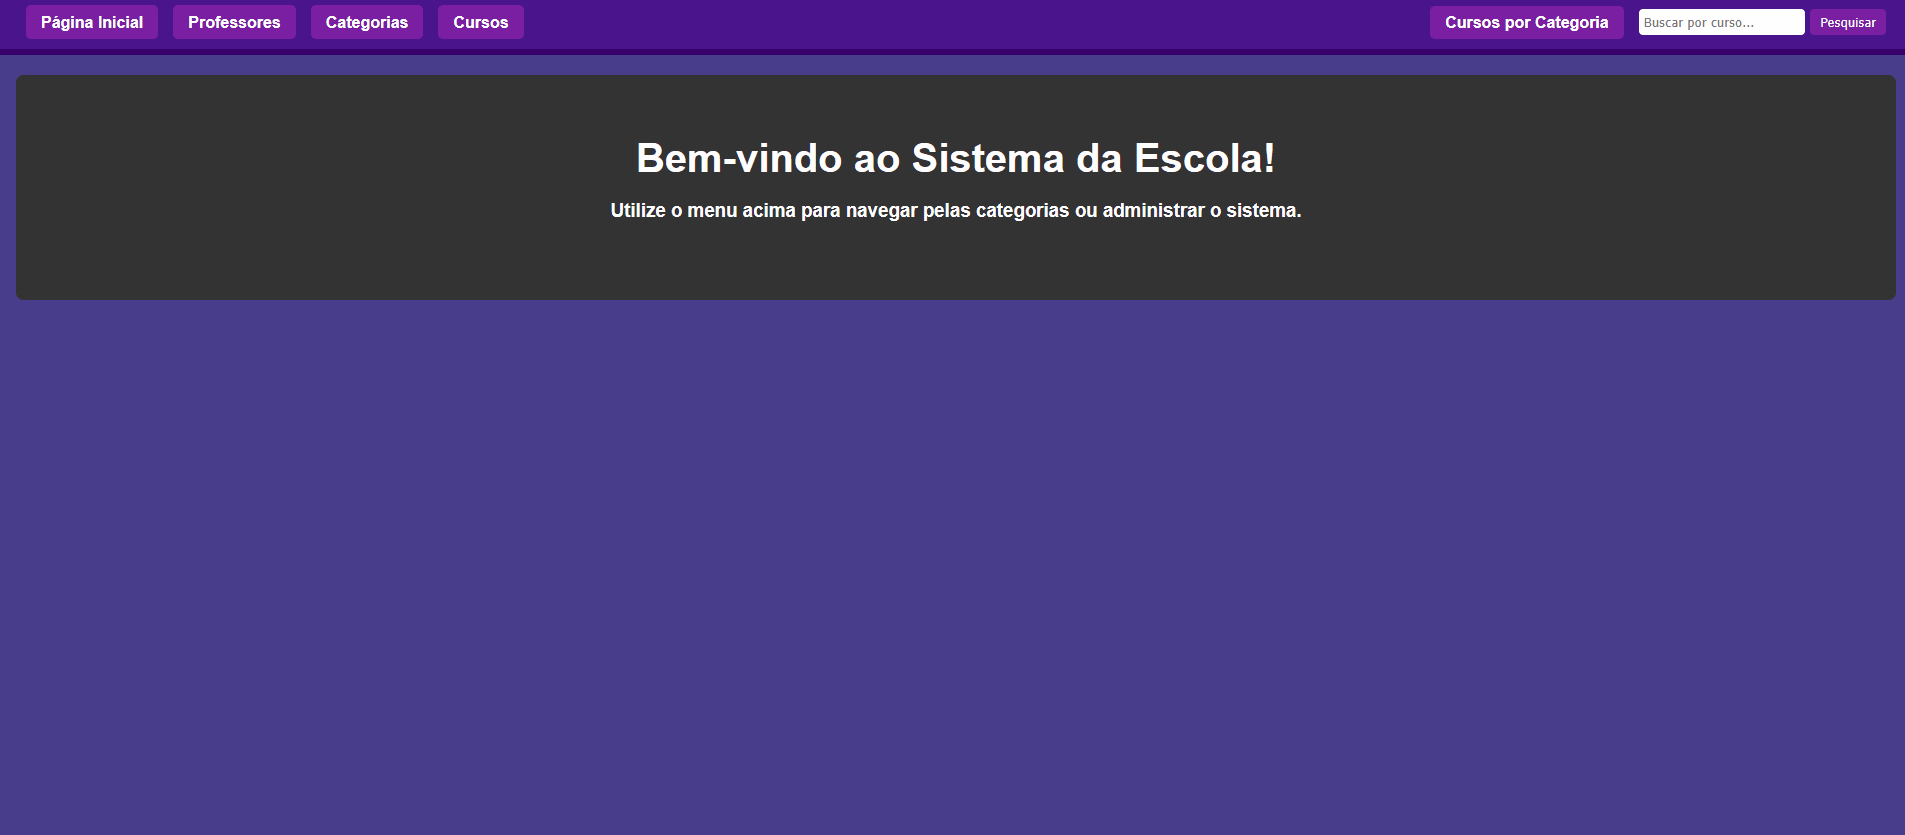 Página Inicial Professores Categorias Cursos Cursos por Categoria Buscar por curso... Pesquisar
Bem-vindo ao Sistema da Escola!
Utilize o menu acima para navegar pelas categorias ou administrar o sistema.